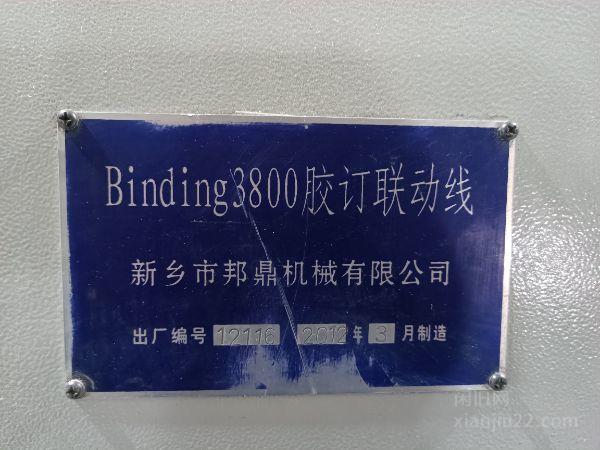 Binding3800胶订联动线
新乡市邦鼎机械有限公司
出厂编号 12116 2012年 3 月制造
闲旧网
xianjiu22.com